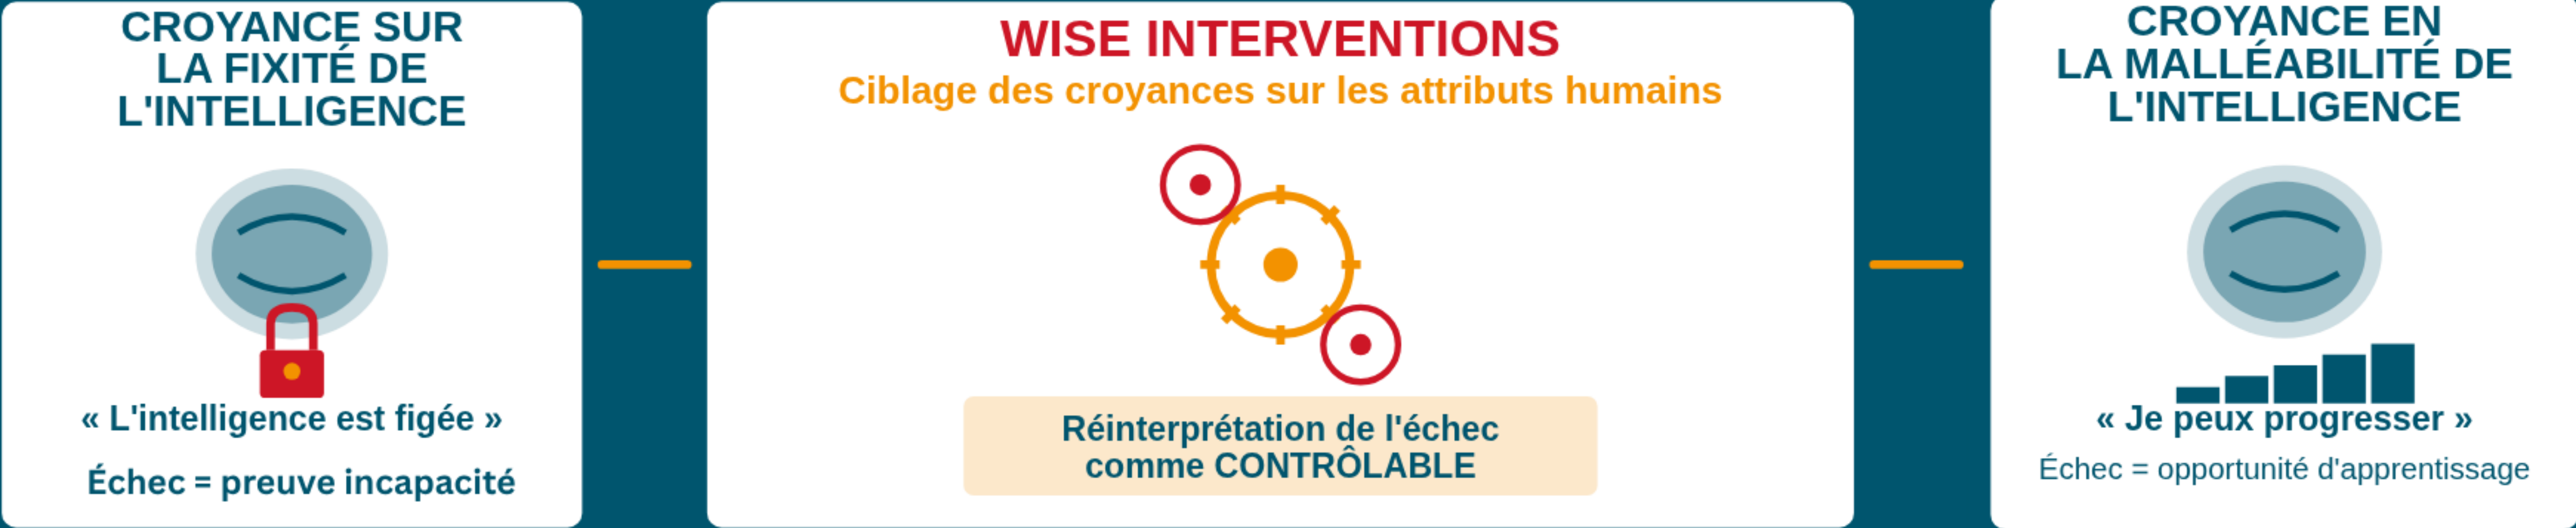 CROYANCE SUR
LA FIXITÉ DE
L'INTELLIGENCE
« L'intelligence est figée »
Échec = preuve incapacité
WISE INTERVENTIONS
Ciblage des croyances sur les attributs humains
Réinterprétation de l'échec
comme CONTRÔLABLE
CROYANCE EN
LA MALLÉABILITÉ DE
L'INTELLIGENCE
« Je peux progresser »
Échec = opportunité d'apprentissage